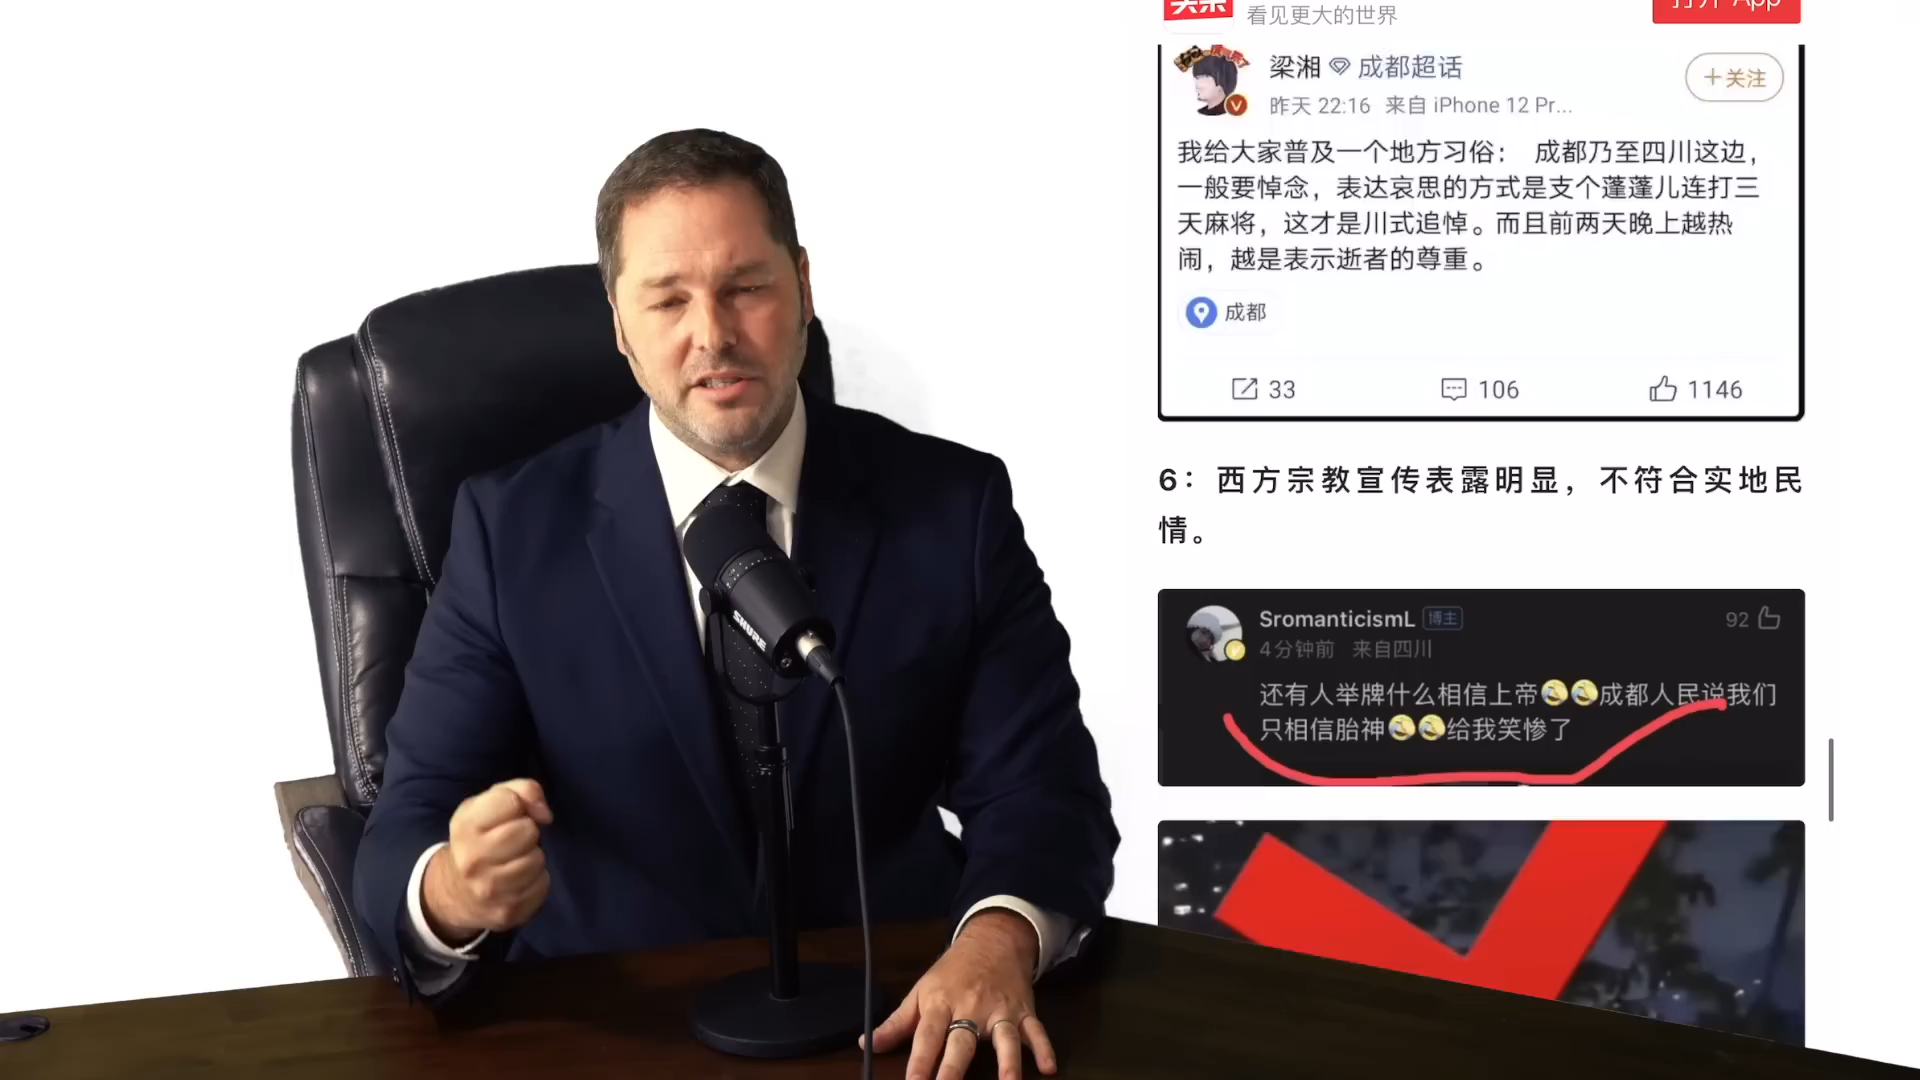 头条
看见更大的世界
打开 App
梁湘 成都超话
昨天 22:16 来自 iPhone 12 Pr...
+关注
我给大家普及一个地方习俗： 成都乃至四川这边，
一般要悼念，表达哀思的方式是支个蓬蓬儿连打三
天麻将，这才是川式追悼。而且前两天晚上越热
闹，越是表示逝者的尊重。
成都
33
106
1146
6：西方宗教宣传表露明显，不符合实地民
情。
SromanticismL 博主
92
4分钟前 来自四川
还有人举牌什么相信上帝成都人民说我们
只相信胎神给我笑惨了
SHURE